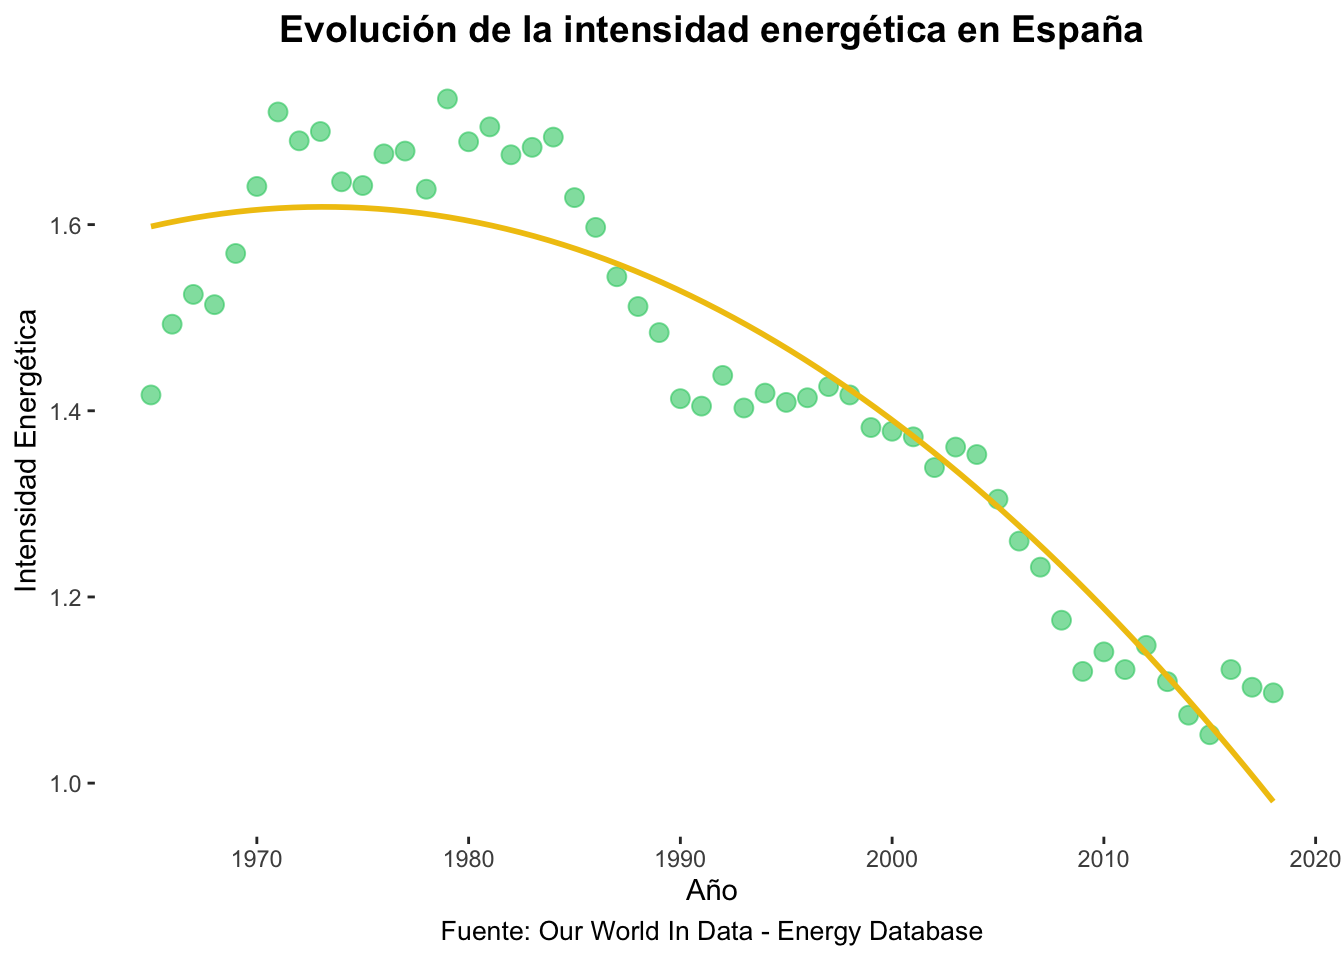 Evolución de la intensidad energética en España
Intensidad Energética
1.6
1.4
1.2
1.0
1970 1980 1990 2000 2010 2020
Año
Fuente: Our World In Data - Energy Database